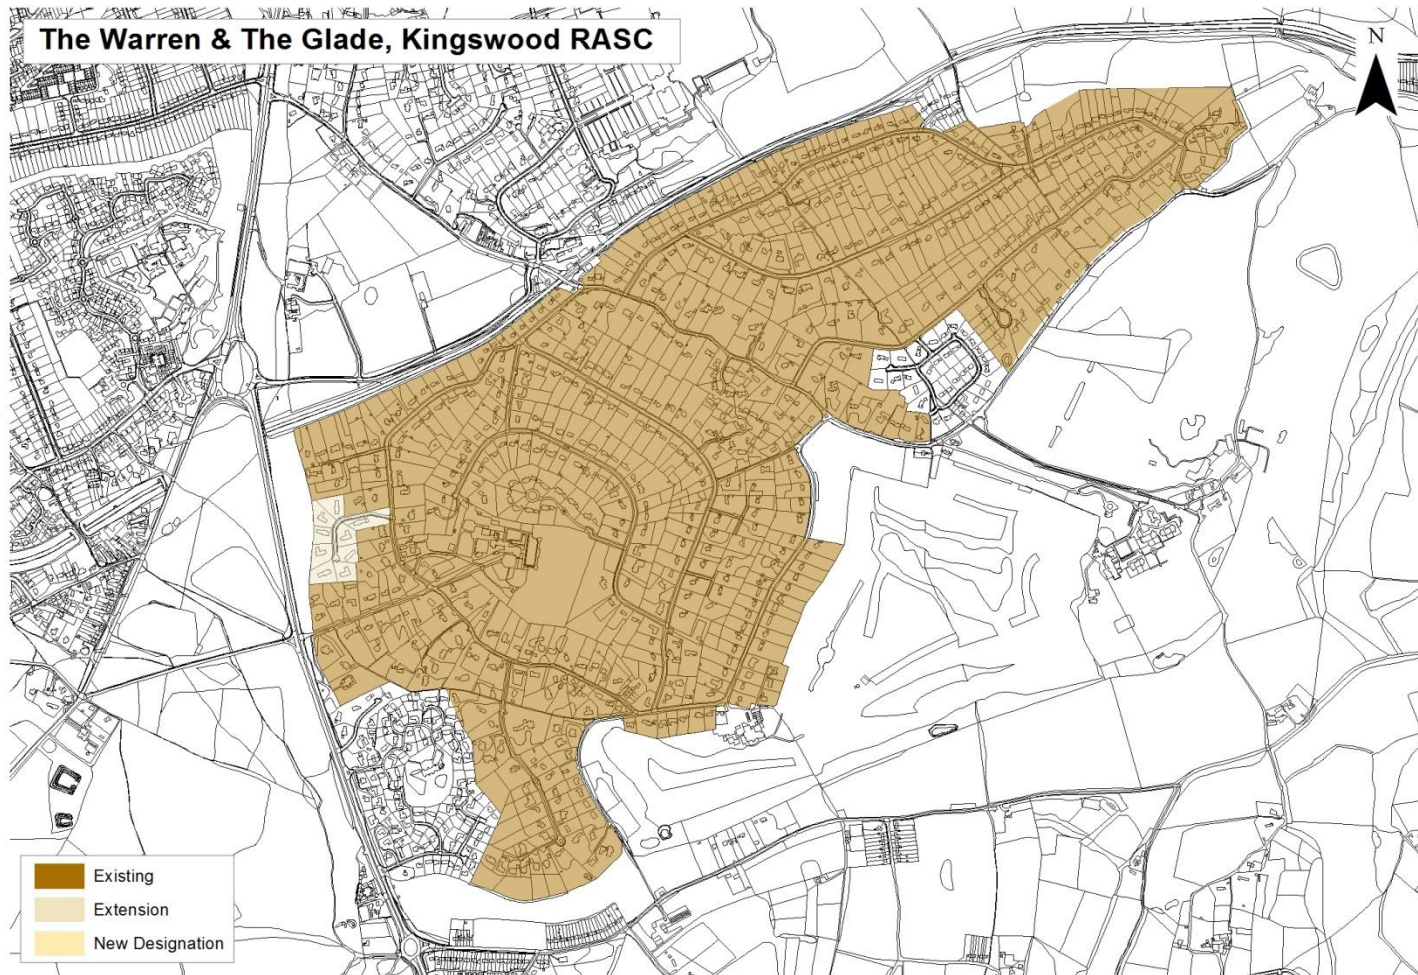 The Warren & The Glade, Kingswood RASC
N
Existing
Extension
New Designation